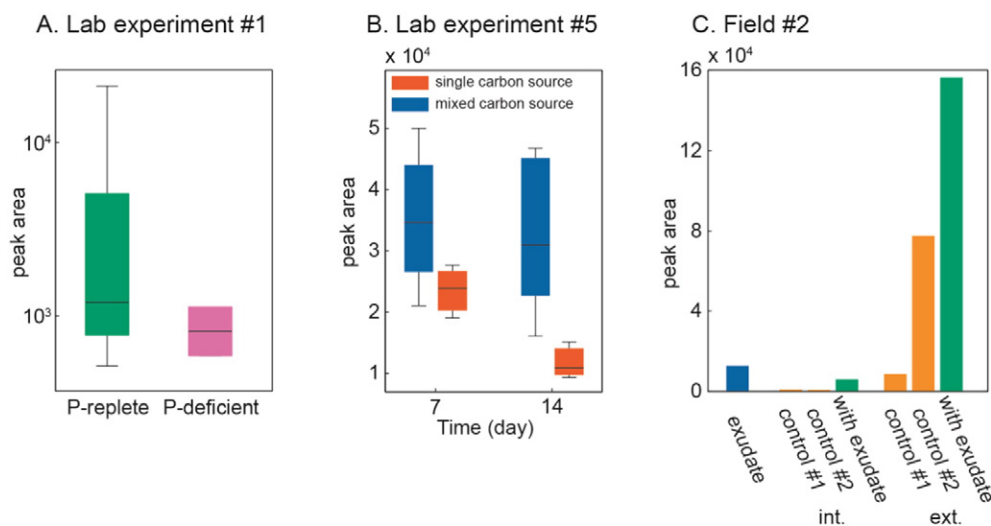 A. Lab experiment #1
peak area
10⁴
10³
P-replete
P-deficient
B. Lab experiment #5
x 10⁴
single carbon source
mixed carbon source
peak area
5
4
3
2
1
7
14
Time (day)
C. Field #2
x 10⁴
peak area
16
12
8
4
0
exudate
control #1
control #2
with exudate
int.
control #1
control #2
with exudate
ext.